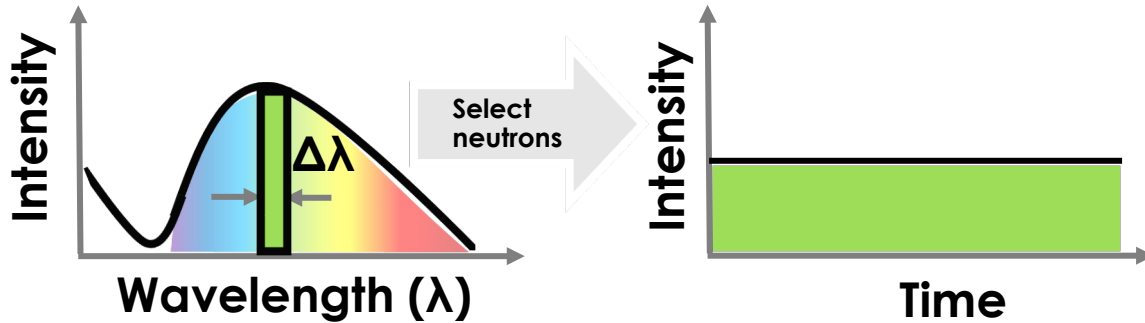 Intensity
Δλ
Wavelength (λ)
Select
neutrons
Intensity
Time